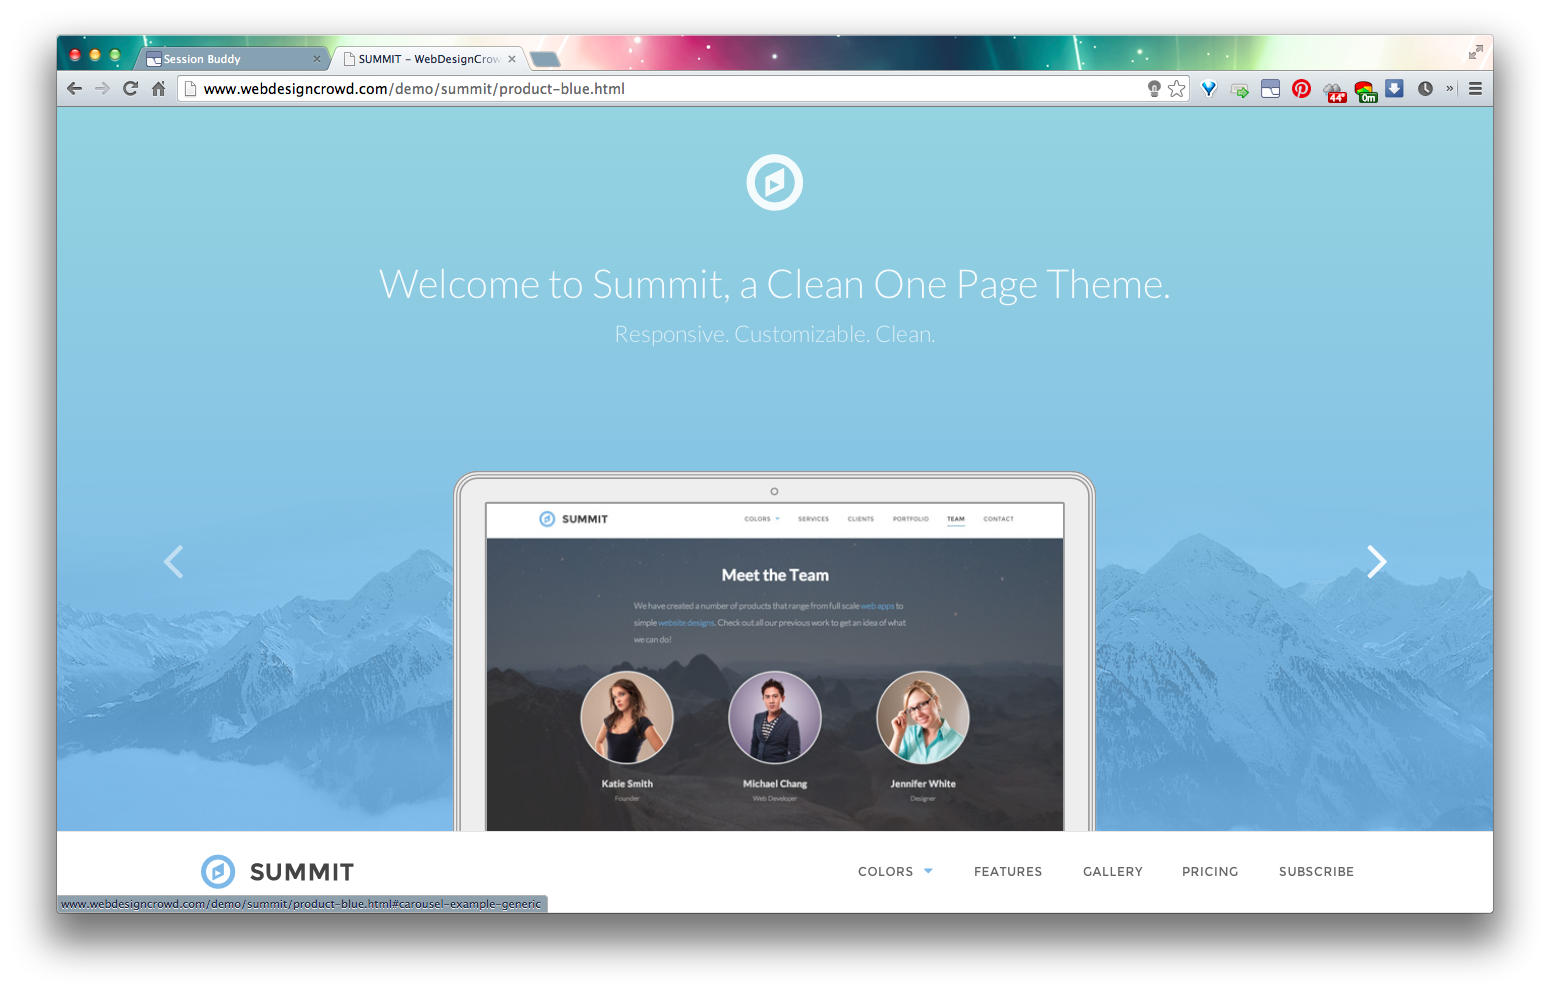 Session Buddy
SUMMIT – WebDesignCrow
www.webdesigncrowd.com/demo/summit/product-blue.html
44°
0m
Welcome to Summit, a Clean One Page Theme.
Responsive. Customizable. Clean.
SUMMIT
COLORS
SERVICES
CLIENTS
PORTFOLIO
TEAM
CONTACT
Meet the Team
We have created a number of products that range from full scale web apps to
simple website designs. Check out all our previous work to get an idea of what
we can do!
Katie Smith
Michael Chang
Jennifer White
Founder
Web Developer
Designer
SUMMIT
COLORS
FEATURES
GALLERY
PRICING
SUBSCRIBE
www.webdesigncrowd.com/demo/summit/product-blue.html#carousel-example-generic